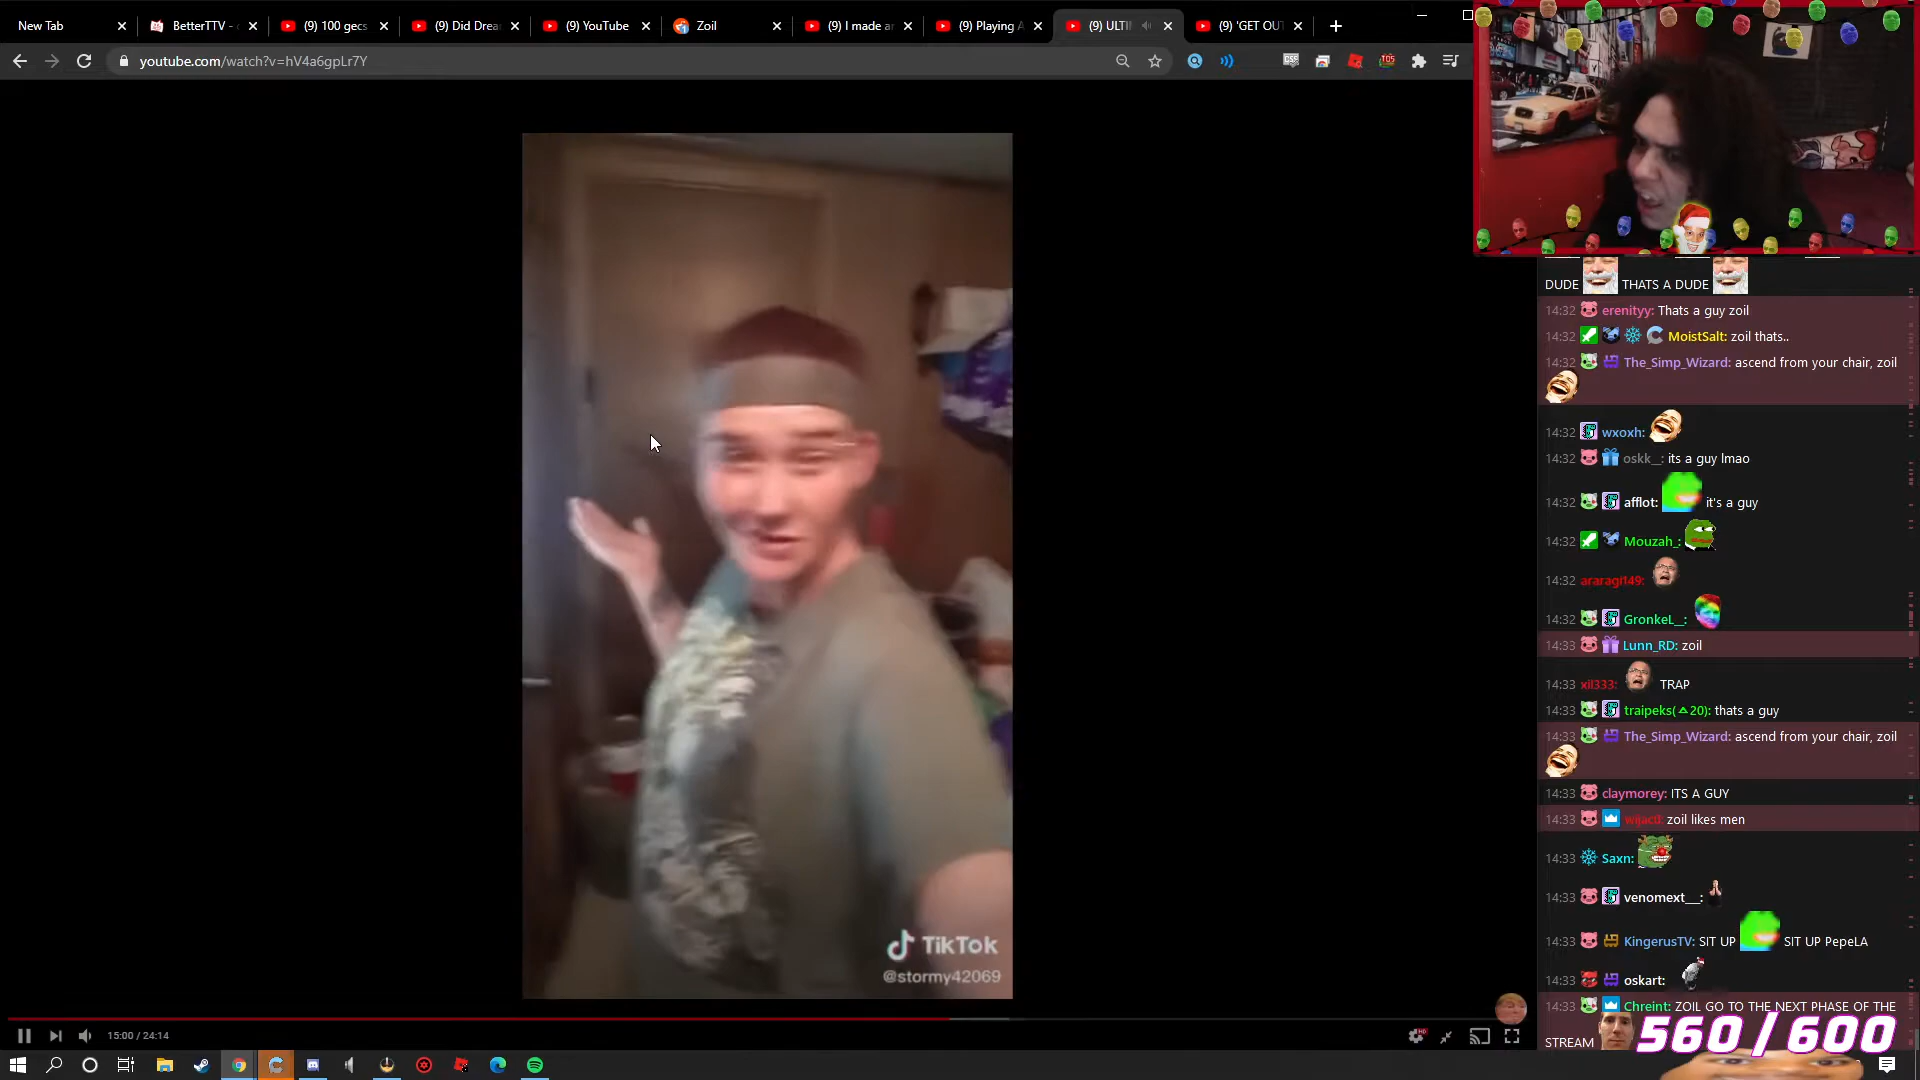 New Tab
BetterTTV -
(9) 100 gecs
(9) Did Drea
(9) YouTube
Zoil
(9) I made a
(9) Playing A
(9) ULTI
(9) 'GET OUT
youtube.com/watch?v=hV4a6gpLr7Y
DUDE THATS A DUDE
14:32 erenityy: Thats a guy zoil
14:32 MoistSalt: zoil thats..
14:32 The_Simp_Wizard: ascend from your chair, zoil
14:32 wxoxh:
14:32 oskk__: its a guy lmao
14:32 afflot: it's a guy
14:32 Mouzah_:
14:32 araragi149:
14:32 GronkeL__:
14:33 Lunn_RD: zoil
14:33 xil333: TRAP
14:33 traipeks(▲20): thats a guy
14:33 The_Simp_Wizard: ascend from your chair, zoil
14:33 claymorey: ITS A GUY
14:33 zoil likes men
14:33 Saxn:
14:33 venomext__:
14:33 KingerusTV: SIT UP SIT UP PepeLA
14:33 oskart:
14:33 Chreint: ZOIL GO TO THE NEXT PHASE OF THE
STREAM
560/600
TikTok
@stormy42069
15:00 / 24:14